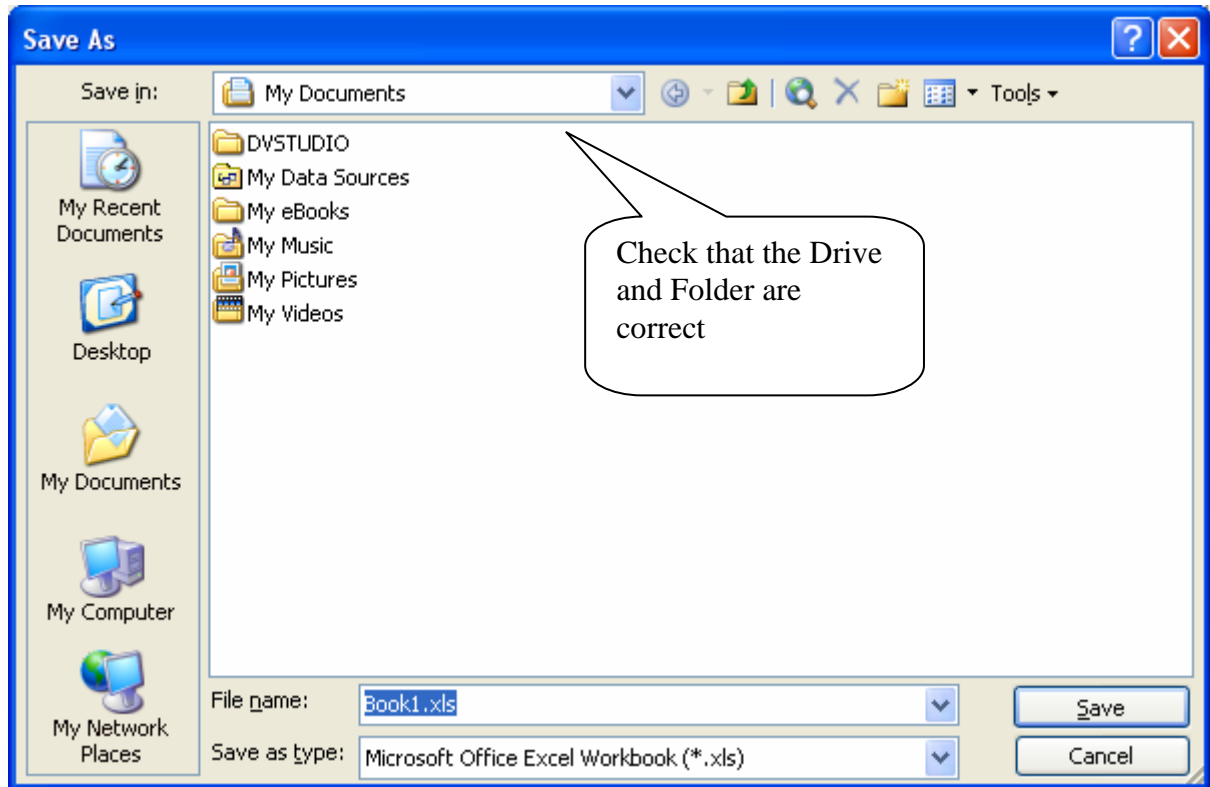 Save As
Save in:
My Documents
Tools
My Recent
Documents
Desktop
My Documents
My Computer
My Network
Places
DVSTUDIO
My Data Sources
My eBooks
My Music
My Pictures
My Videos
Check that the Drive
and Folder are
correct
File name:
Book1.xls
Save
Save as type:
Microsoft Office Excel Workbook (*.xls)
Cancel